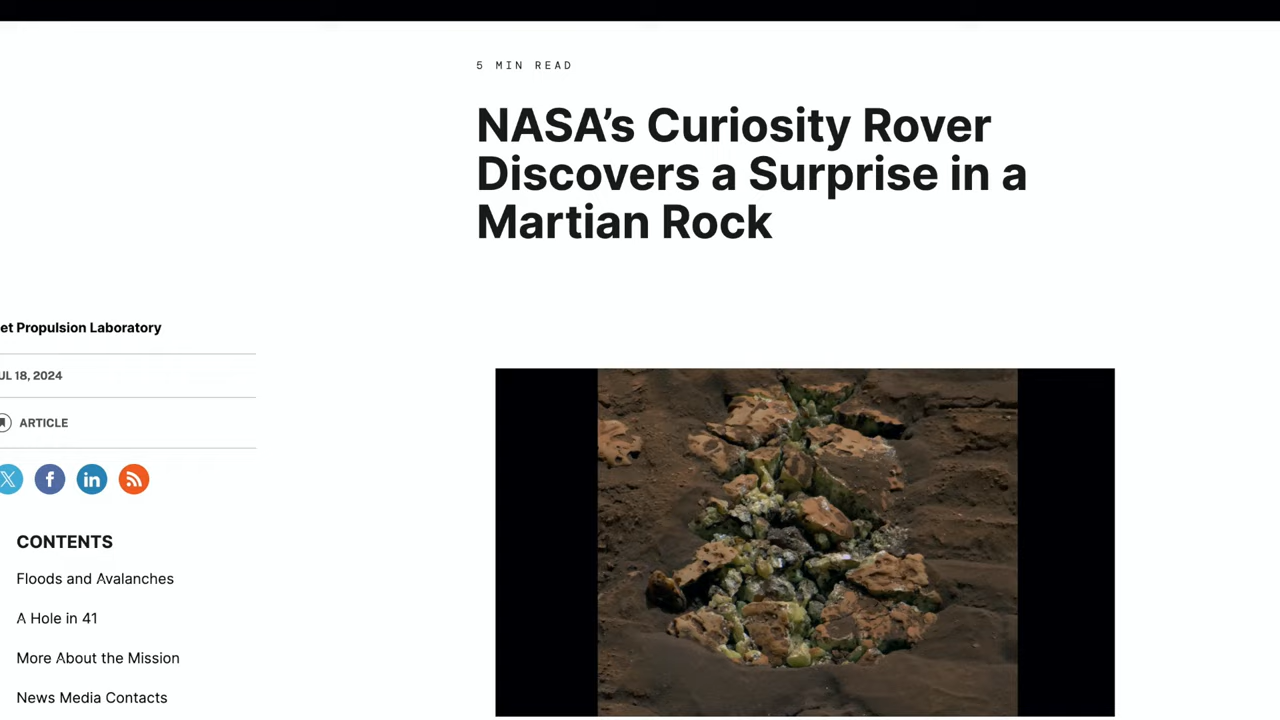 5 MIN READ
NASA's Curiosity Rover
Discovers a Surprise in a
Martian Rock
et Propulsion Laboratory
UL 18, 2024
ARTICLE
CONTENTS
Floods and Avalanches
A Hole in 41
More About the Mission
News Media Contacts